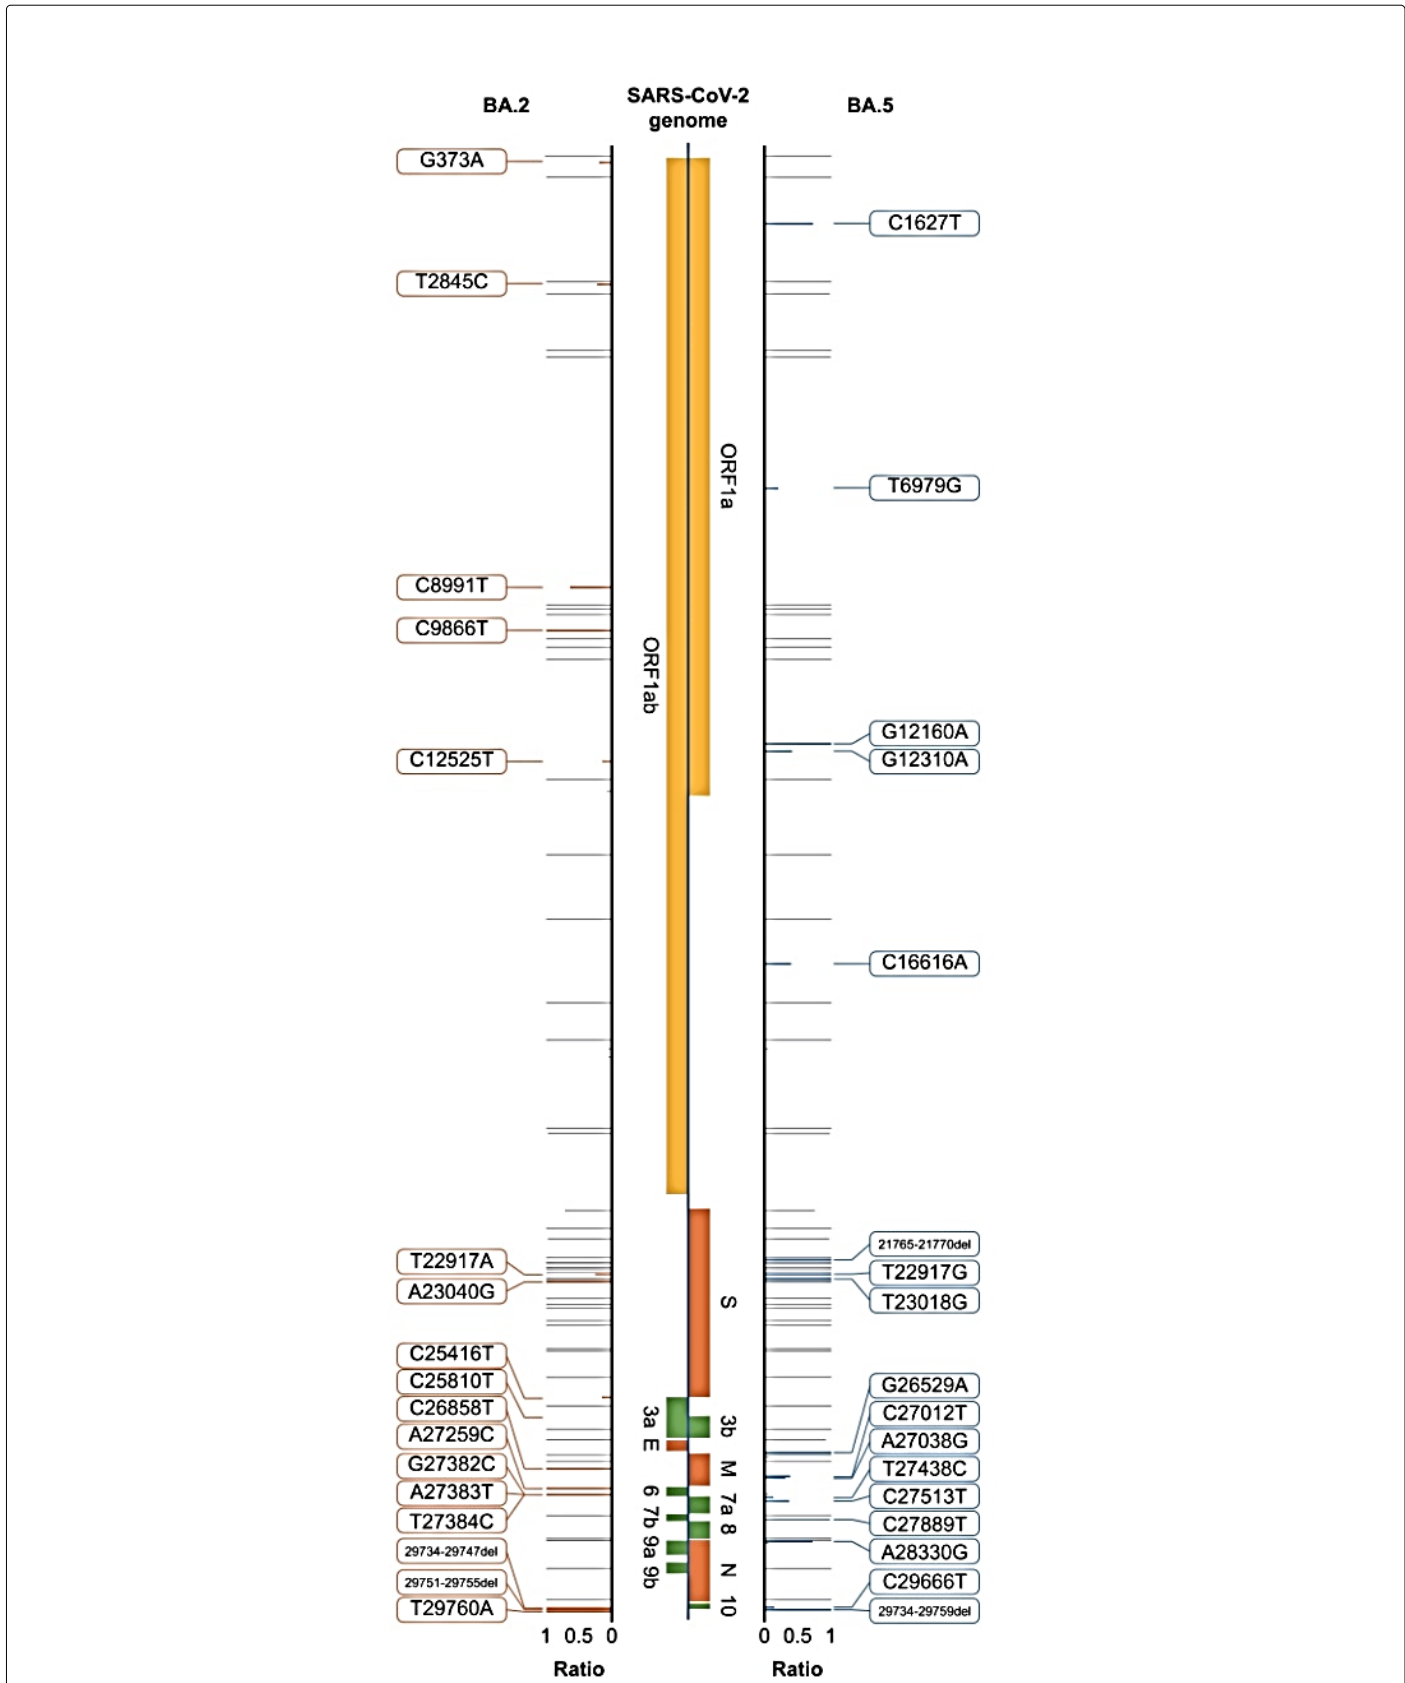 BA.2
SARS-CoV-2
genome
BA.5
G373A
T2845C
C8991T
C9866T
C12525T
T22917A
A23040G
C25416T
C25810T
C26858T
A27259C
G27382C
A27383T
T27384C
29734-29747del
29751-29755del
T29760A
ORF1ab
ORF1a
S
3a
3b
E
M
6
7a
7b
8
9a
N
9b
10
C1627T
T6979G
G12160A
G12310A
C16616A
21765-21770del
T22917G
T23018G
G26529A
C27012T
A27038G
T27438C
C27513T
C27889T
A28330G
C29666T
29734-29759del
1 0.5 0
0 0.5 1
Ratio
Ratio